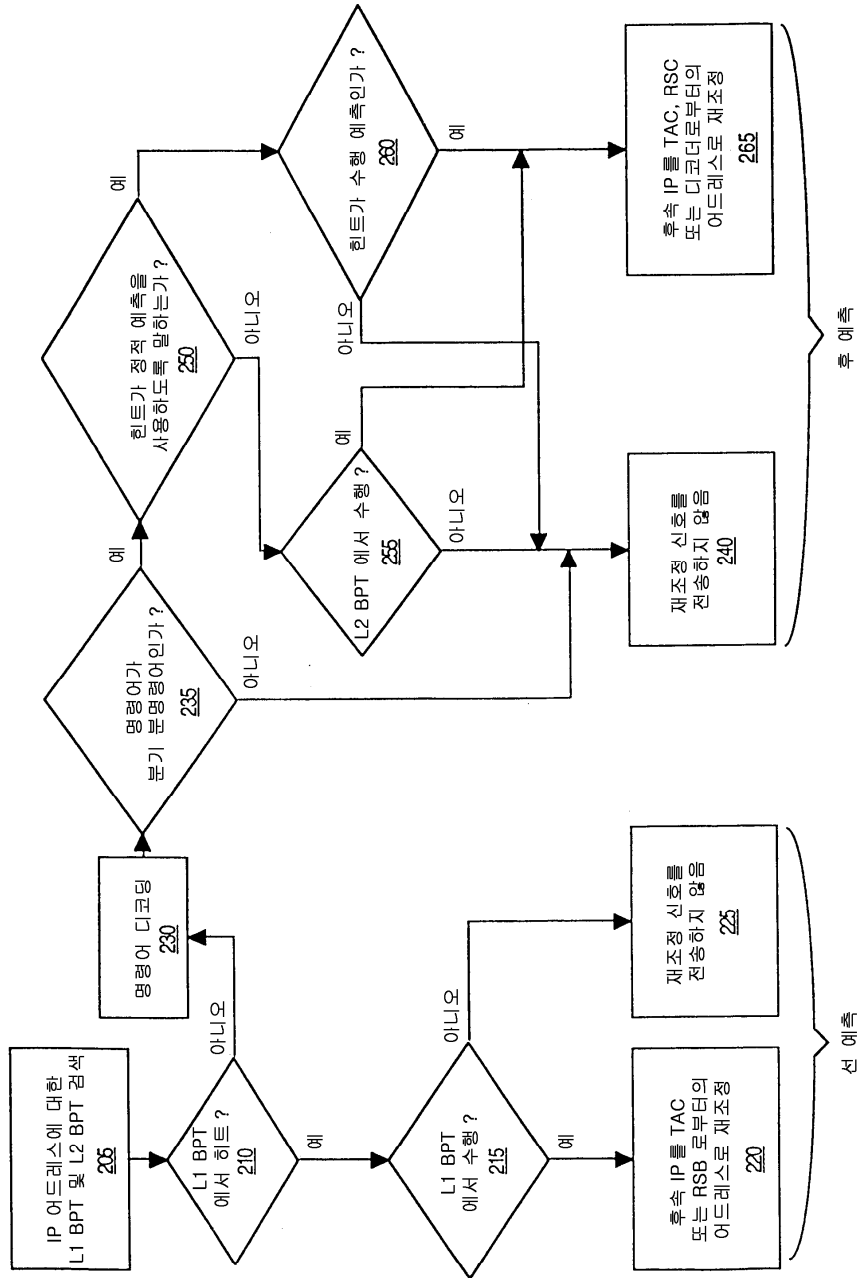 IP 어드레스에 대한
L1 BPT 및 L2 BPT 검색
205
L1 BPT
에서 히트?
210
아니오
예
명령어 디코딩
230
L1 BPT
에서 수행?
215
아니오
예
후속 IP를 TAC
또는 RSB 로부터의
어드레스로 재조정
220
재조정 신호를
전송하지 않음
225
선 예측
명령어가
분기 분명령어인가?
235
예
아니오
힌트가 정적 예측을
사용하도록 말하는가?
250
예
아니오
L2 BPT 에서 수행?
255
예
아니오
힌트가 수행 예측인가?
260
아니오
예
재조정 신호를
전송하지 않음
240
후속 IP를 TAC, RSC
또는 디코더로부터의
어드레스로 재조정
265
후 예측